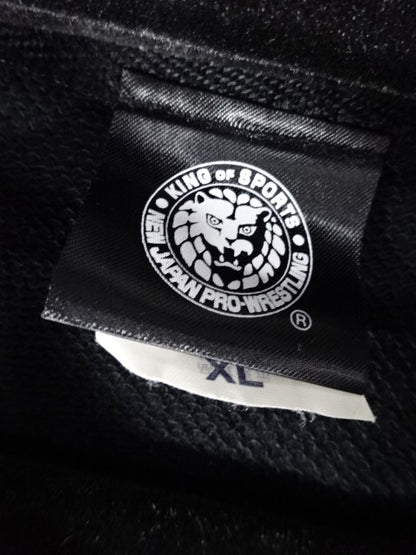 KING OF SPORTS
NEW JAPAN PRO-WRESTLING
®
XL